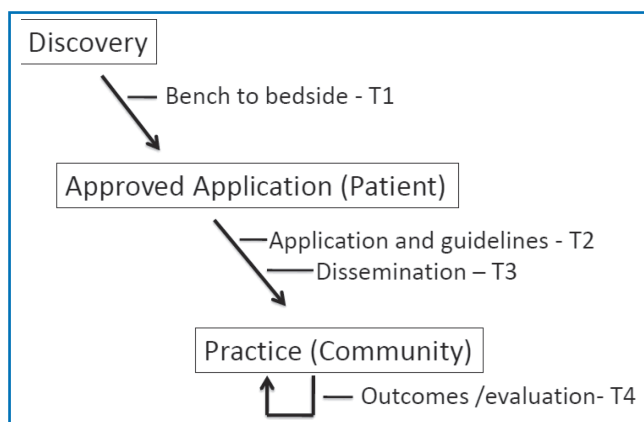 Discovery
Bench to bedside - T1
Approved Application (Patient)
Application and guidelines - T2
Dissemination – T3
Practice (Community)
Outcomes /evaluation- T4